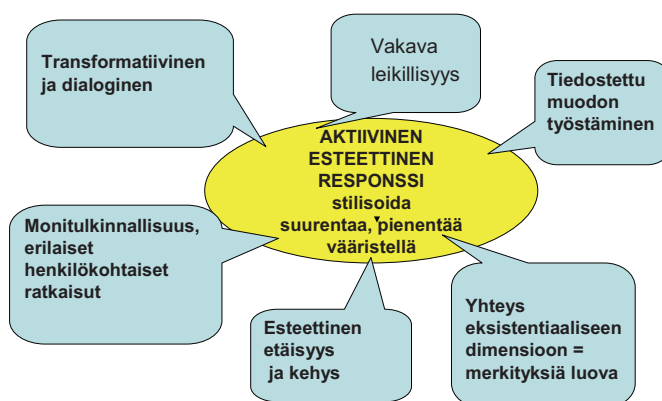 Transformatiivinen
ja dialoginen
Vakava
leikillisyys
Tiedostettu
muodon
työstäminen
AKTIIVINEN
ESTEETTINEN
RESPONSSI
stilisoida
suurentaa, pienentää
vääristellä
Monitulkinnallisuus,
erilaiset
henkilökohtaiset
ratkaisut
Esteettinen
etäisyys
ja kehys
Yhteys
eksistentiaaliseen
dimensioon =
merkityksiä luova